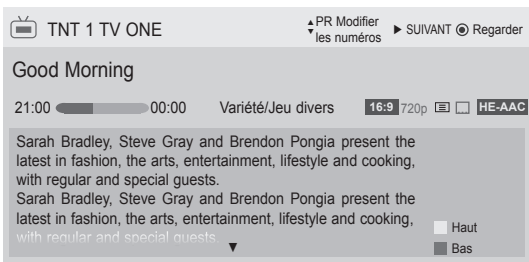 TNT 1 TV ONE
PR Modifier
les numéros
SUIVANT
Regarder
Good Morning
21:00
00:00
Variété/Jeu divers
16:9
720p
HE-AAC
Sarah Bradley, Steve Gray and Brendon Pongia present the
latest in fashion, the arts, entertainment, lifestyle and cooking,
with regular and special guests.
Sarah Bradley, Steve Gray and Brendon Pongia present the
latest in fashion, the arts, entertainment, lifestyle and cooking,
with regular and special guests.
Haut
Bas